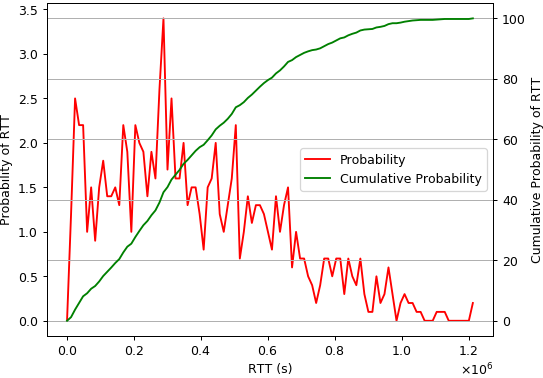 3.5
3.0
2.5
2.0
1.5
1.0
0.5
0.0
Probability of RTT
100
80
60
40
20
0
Cumulative Probability of RTT
Probability
Cumulative Probability
0.0 0.2 0.4 0.6 0.8 1.0 1.2
×10⁶
RTT (s)